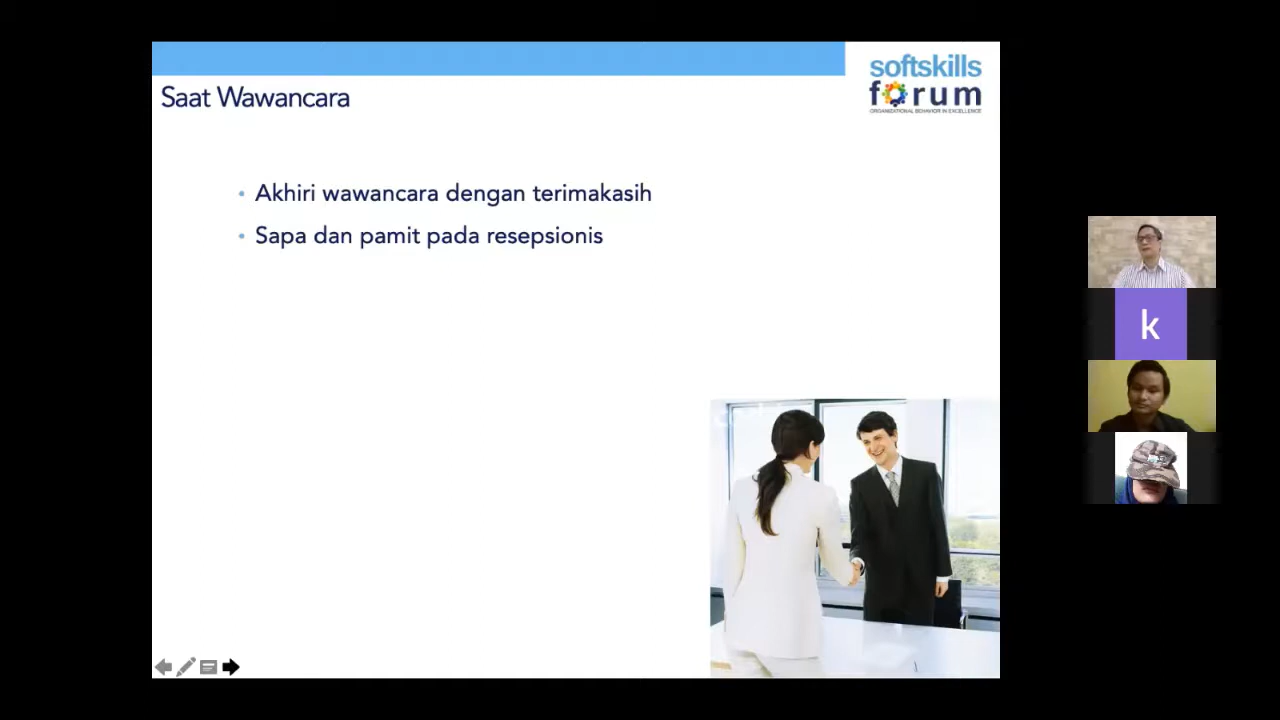 softskills
forum
ORGANIZATIONAL BEHAVIOR IN EXCELLENCE
Saat Wawancara
• Akhiri wawancara dengan terimakasih
• Sapa dan pamit pada resepsionis
k